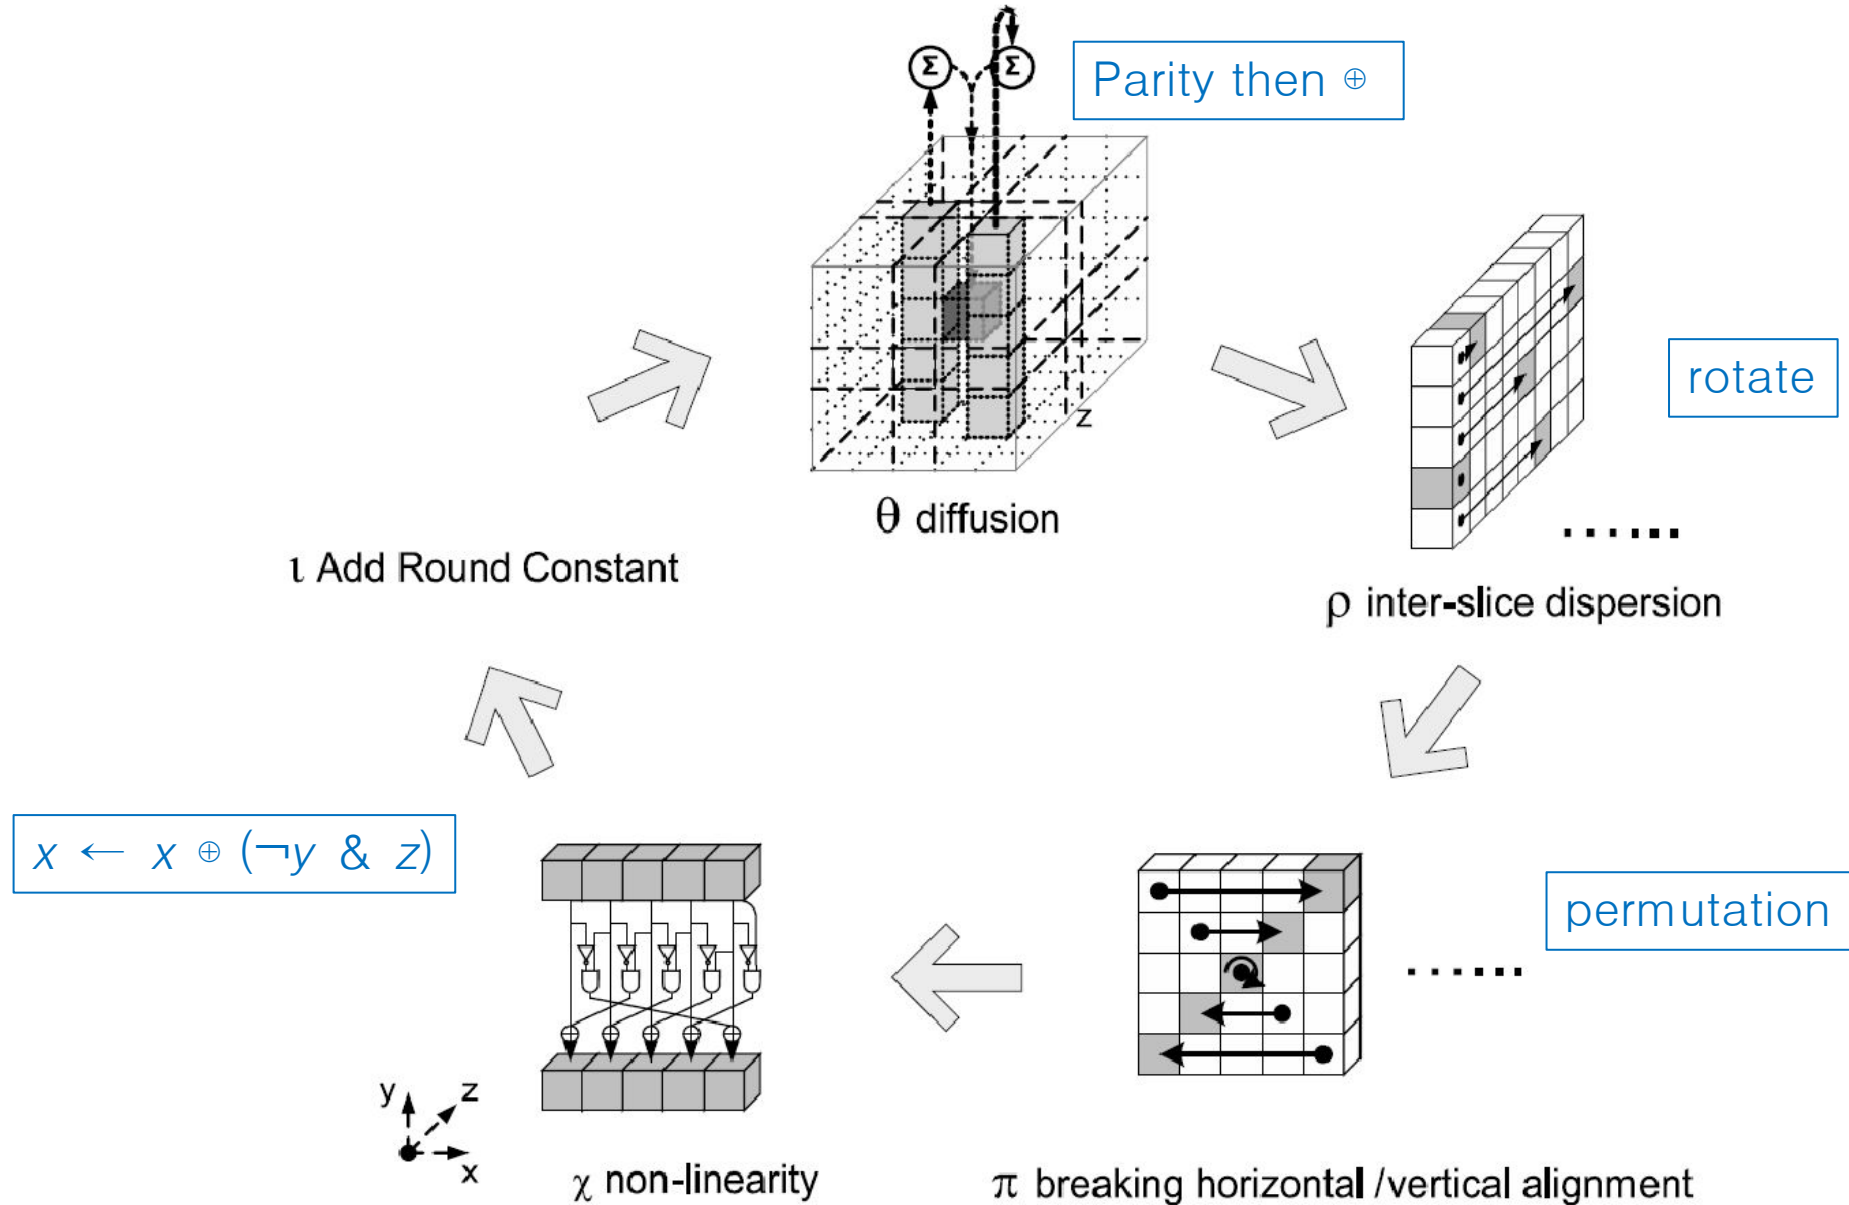 Σ
Σ
Parity then ⊕
z
θ diffusion
rotate
ι Add Round Constant
ρ inter-slice dispersion
......
x ← x ⊕ (¬y & z)
permutation
......
y
z
x
χ non-linearity
π breaking horizontal /vertical alignment